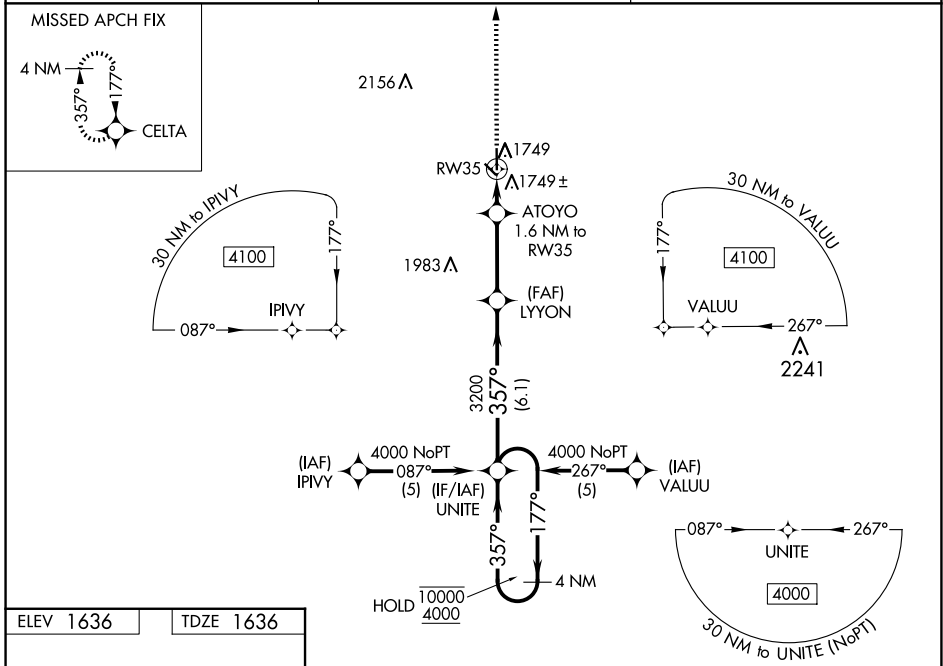 MISSED APCH FIX
4 NM
357°
177°
CELTA
2156
1749
RW35
1749 ±
ATOYO
1.6 NM to
RW35
1983
(FAF)
LYYON
30 NM to IPIVY
4100
177°
IPIVY
087°
30 NM to VALUU
177°
4100
VALUU
267°
2241
3200
357°
(6.1)
(IAF)
IPIVY
4000 NoPT
087°
(5)
(IF/IAF)
UNITE
4000 NoPT
267°
(5)
(IAF)
VALUU
357°
177°
4 NM
HOLD
10000
4000
087°
267°
UNITE
4000
30 NM to UNITE (NoPT)
ELEV 1636
TDZE 1636